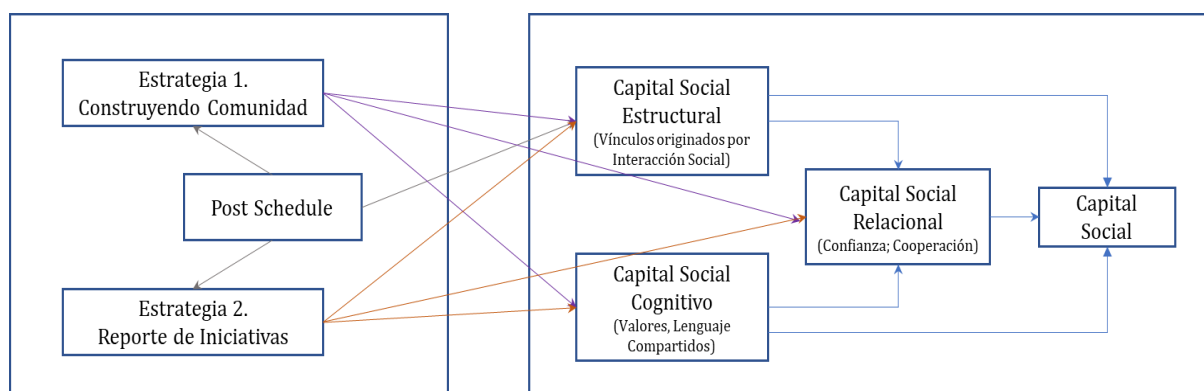 Estrategia 1.
Construyendo Comunidad
Post Schedule
Estrategia 2.
Reporte de Iniciativas
Capital Social
Estructural
(Vínculos originados por
Interacción Social)
Capital Social
Cognitivo
(Valores, Lenguaje
Compartidos)
Capital Social
Relacional
(Confianza; Cooperación)
Capital
Social